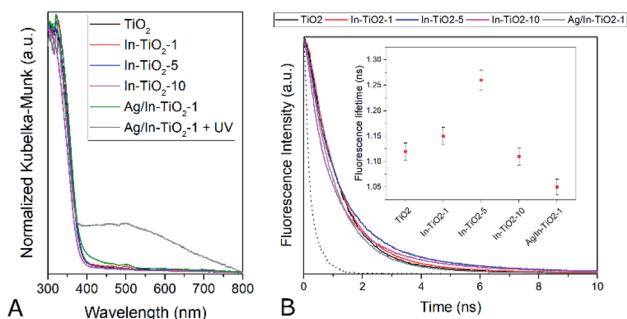 TiO2
In-TiO2-1
In-TiO2-5
In-TiO2-10
Ag/In-TiO2-1
Ag/In-TiO2-1 + UV
Normalized Kubelka-Munk (a.u.)
300 400 500 600 700 800
Wavelength (nm)
A
TiO2 In-TiO2-1 In-TiO2-5 In-TiO2-10 Ag/In-TiO2-1
Fluorescence Intensity (a.u.)
Fluorescence lifetime (ns)
1.30
1.25
1.20
1.15
1.10
1.05
TiO2
In-TiO2-1
In-TiO2-5
In-TiO2-10
Ag/In-TiO2-1
0 2 4 6 8 10
Time (ns)
B